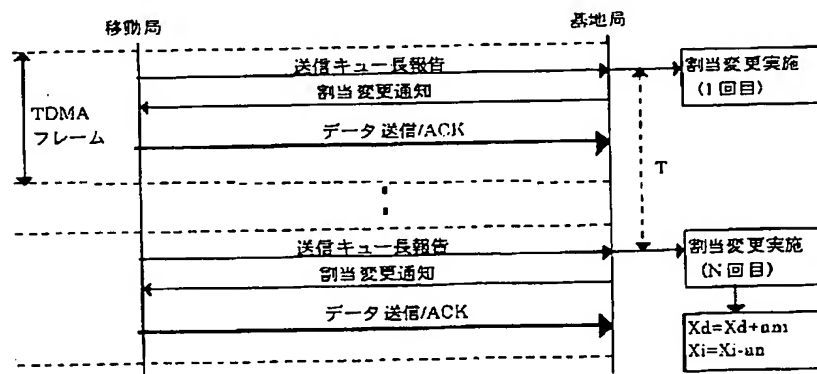 移動局
基地局
送信キュー長報告
割当変更実施
(1回目)
割当変更通知
TDMA
フレーム
データ送信/ACK
T
送信キュー長報告
割当変更実施
(N回目)
割当変更通知
データ送信/ACK
Xd=Xd+αm
Xi=Xi-αn